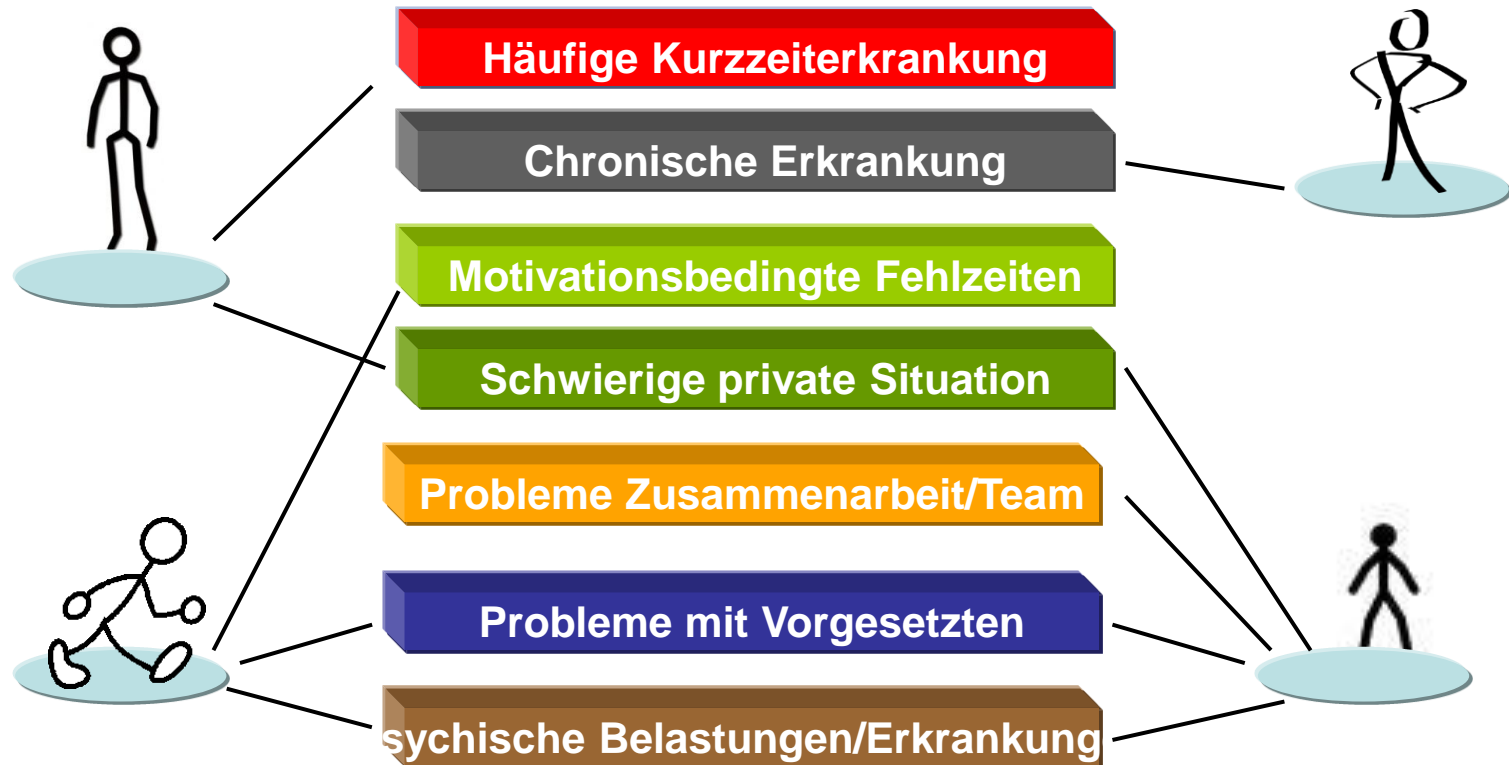 Häufige Kurzzeiterkrankung
Chronische Erkrankung
Motivationsbedingte Fehlzeiten
Schwierige private Situation
Probleme Zusammenarbeit/Team
Probleme mit Vorgesetzten
sychische Belastungen/Erkrankung